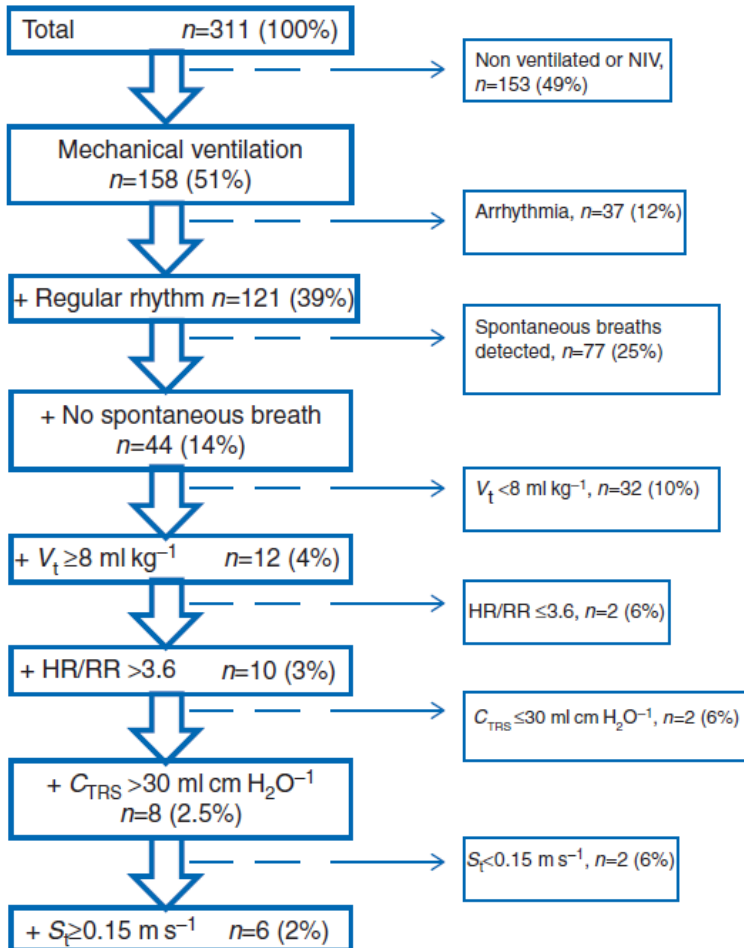 Total n=311 (100%)
Non ventilated or NIV,
n=153 (49%)
Mechanical ventilation
n=158 (51%)
Arrhythmia, n=37 (12%)
+ Regular rhythm n=121 (39%)
Spontaneous breaths
detected, n=77 (25%)
+ No spontaneous breath
n=44 (14%)
Vt <8 ml kg⁻¹, n=32 (10%)
+ Vt ≥8 ml kg⁻¹ n=12 (4%)
HR/RR ≤3.6, n=2 (6%)
+ HR/RR >3.6 n=10 (3%)
CTRS ≤30 ml cm H₂O⁻¹, n=2 (6%)
+ CTRS >30 ml cm H₂O⁻¹
n=8 (2.5%)
St<0.15 m s⁻¹, n=2 (6%)
+ St≥0.15 m s⁻¹ n=6 (2%)